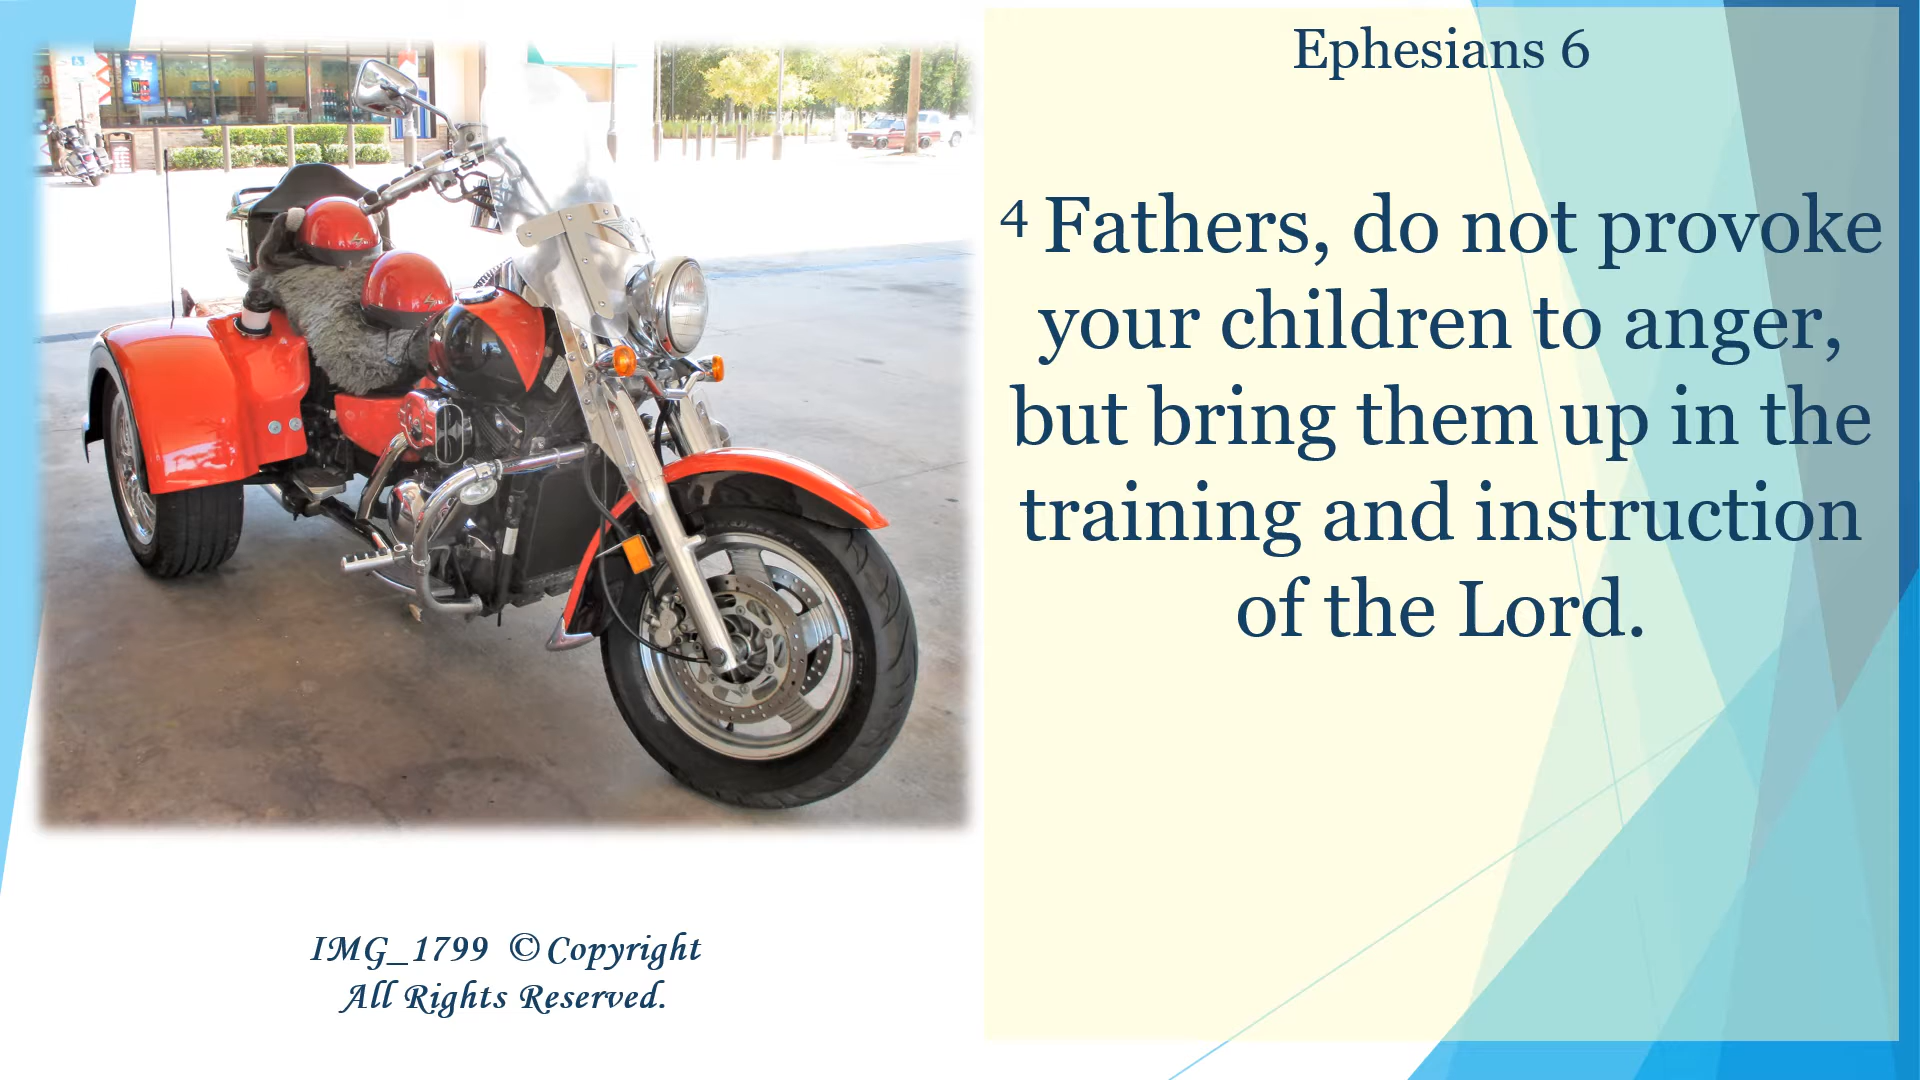 Ephesians 6
4 Fathers, do not provoke
your children to anger,
but bring them up in the
training and instruction
of the Lord.
IMG_1799 © Copyright
All Rights Reserved.